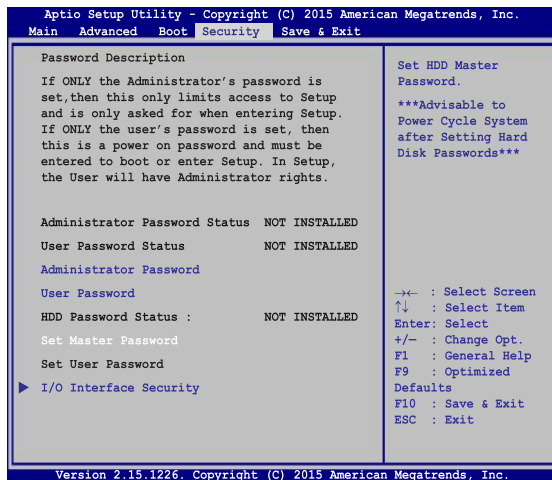 Aptio Setup Utility - Copyright (C) 2015 American Megatrends, Inc.
Main Advanced Boot Security Save & Exit
Password Description
If ONLY the Administrator's password is
set,then this only limits access to Setup
and is only asked for when entering Setup.
If ONLY the user's password is set, then
this is a power on password and must be
entered to boot or enter Setup. In Setup,
the User will have Administrator rights.
Administrator Password Status NOT INSTALLED
User Password Status NOT INSTALLED
Administrator Password
User Password
HDD Password Status : NOT INSTALLED
Set Master Password
Set User Password
I/O Interface Security
Set HDD Master
Password.
***Advisable to
Power Cycle System
after Setting Hard
Disk Passwords***
→← : Select Screen
↑↓ : Select Item
Enter: Select
+/— : Change Opt.
F1 : General Help
F9 : Optimized
Defaults
F10 : Save & Exit
ESC : Exit
Version 2.15.1226. Copyright (C) 2015 American Megatrends, Inc.